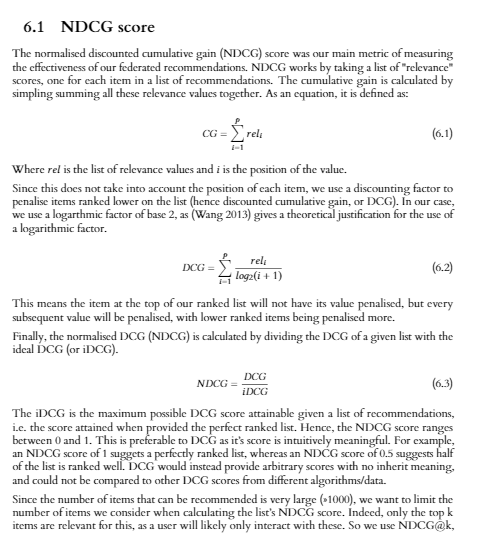 6.1 NDCG score
The normalised discounted cumulative gain (NDCG) score was our main metric of measuring
the effectiveness of our federated recommendations. NDCG works by taking a list of "relevance"
scores, one for each item in a list of recommendations. The cumulative gain is calculated by
simpling summing all these relevance values together. As an equation, it is defined as:
CG = \sum_{i=1}^{p} rel_i (6.1)
Where rel is the list of relevance values and i is the position of the value.
Since this does not take into account the position of each item, we use a discounting factor to
penalise items ranked lower on the list (hence discounted cumulative gain, or DCG). In our case,
we use a logarthmic factor of base 2, as (Wang 2013) gives a theoretical justification for the use of
a logarithmic factor.
DCG = \sum_{i=1}^{p} \frac{rel_i}{log_2(i + 1)} (6.2)
This means the item at the top of our ranked list will not have its value penalised, but every
subsequent value will be penalised, with lower ranked items being penalised more.
Finally, the normalised DCG (NDCG) is calculated by dividing the DCG of a given list with the
ideal DCG (or iDCG).
NDCG = \frac{DCG}{iDCG} (6.3)
The iDCG is the maximum possible DCG score attainable given a list of recommendations,
i.e. the score attained when provided the perfect ranked list. Hence, the NDCG score ranges
between 0 and 1. This is preferable to DCG as it's score is intuitively meaningful. For example,
an NDCG score of 1 suggets a perfectly ranked list, whereas an NDCG score of 0.5 suggests half
of the list is ranked well. DCG would instead provide arbitrary scores with no inherit meaning,
and could not be compared to other DCG scores from different algorithms/data.
Since the number of items that can be recommended is very large (»1000), we want to limit the
number of items we consider when calculating the list's NDCG score. Indeed, only the top k
items are relevant for this, as a user will likely only interact with these. So we use NDCG@k,